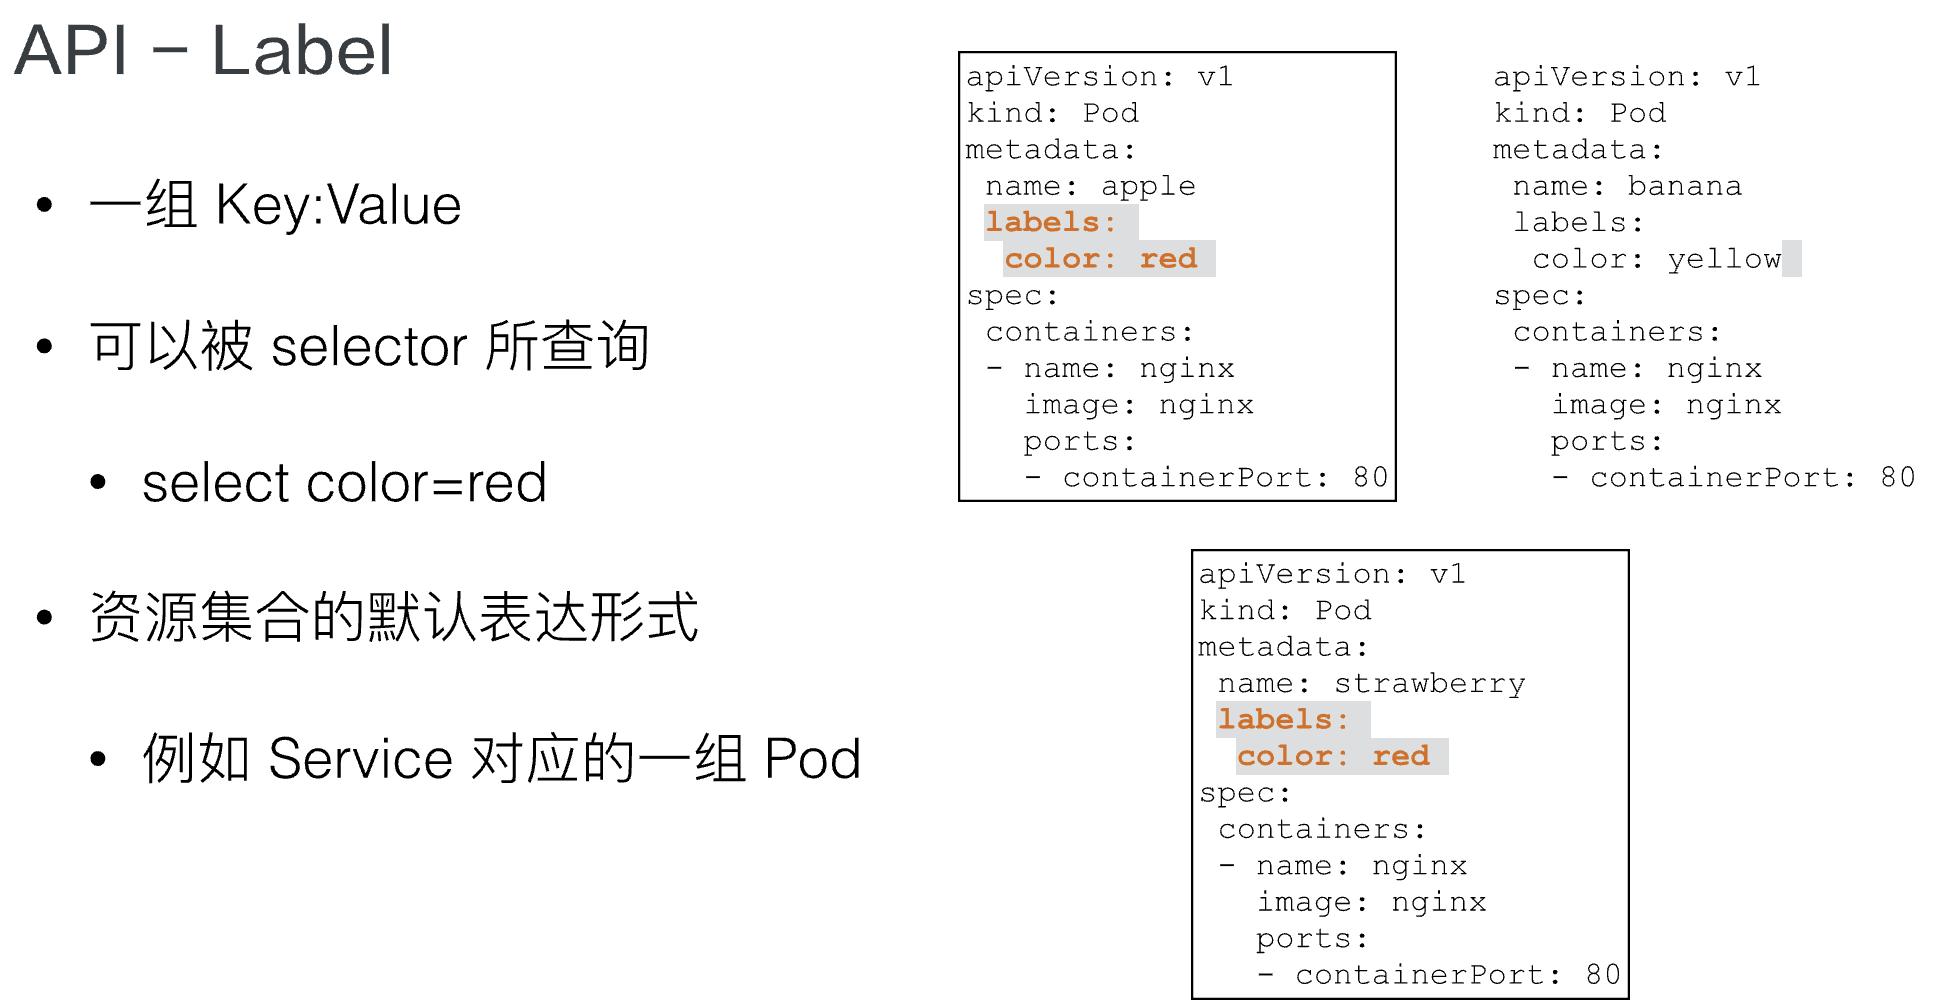 API – Label
• 一组 Key:Value
• 可以被 selector 所查询
• select color=red
• 资源集合的默认表达形式
• 例如 Service 对应的一组 Pod
apiVersion: v1
kind: Pod
metadata:
 name: apple
 labels:
  color: red
spec:
 containers:
 - name: nginx
   image: nginx
   ports:
   - containerPort: 80
apiVersion: v1
kind: Pod
metadata:
 name: banana
 labels:
  color: yellow
spec:
 containers:
 - name: nginx
   image: nginx
   ports:
   - containerPort: 80
apiVersion: v1
kind: Pod
metadata:
 name: strawberry
 labels:
  color: red
spec:
 containers:
 - name: nginx
   image: nginx
   ports:
   - containerPort: 80